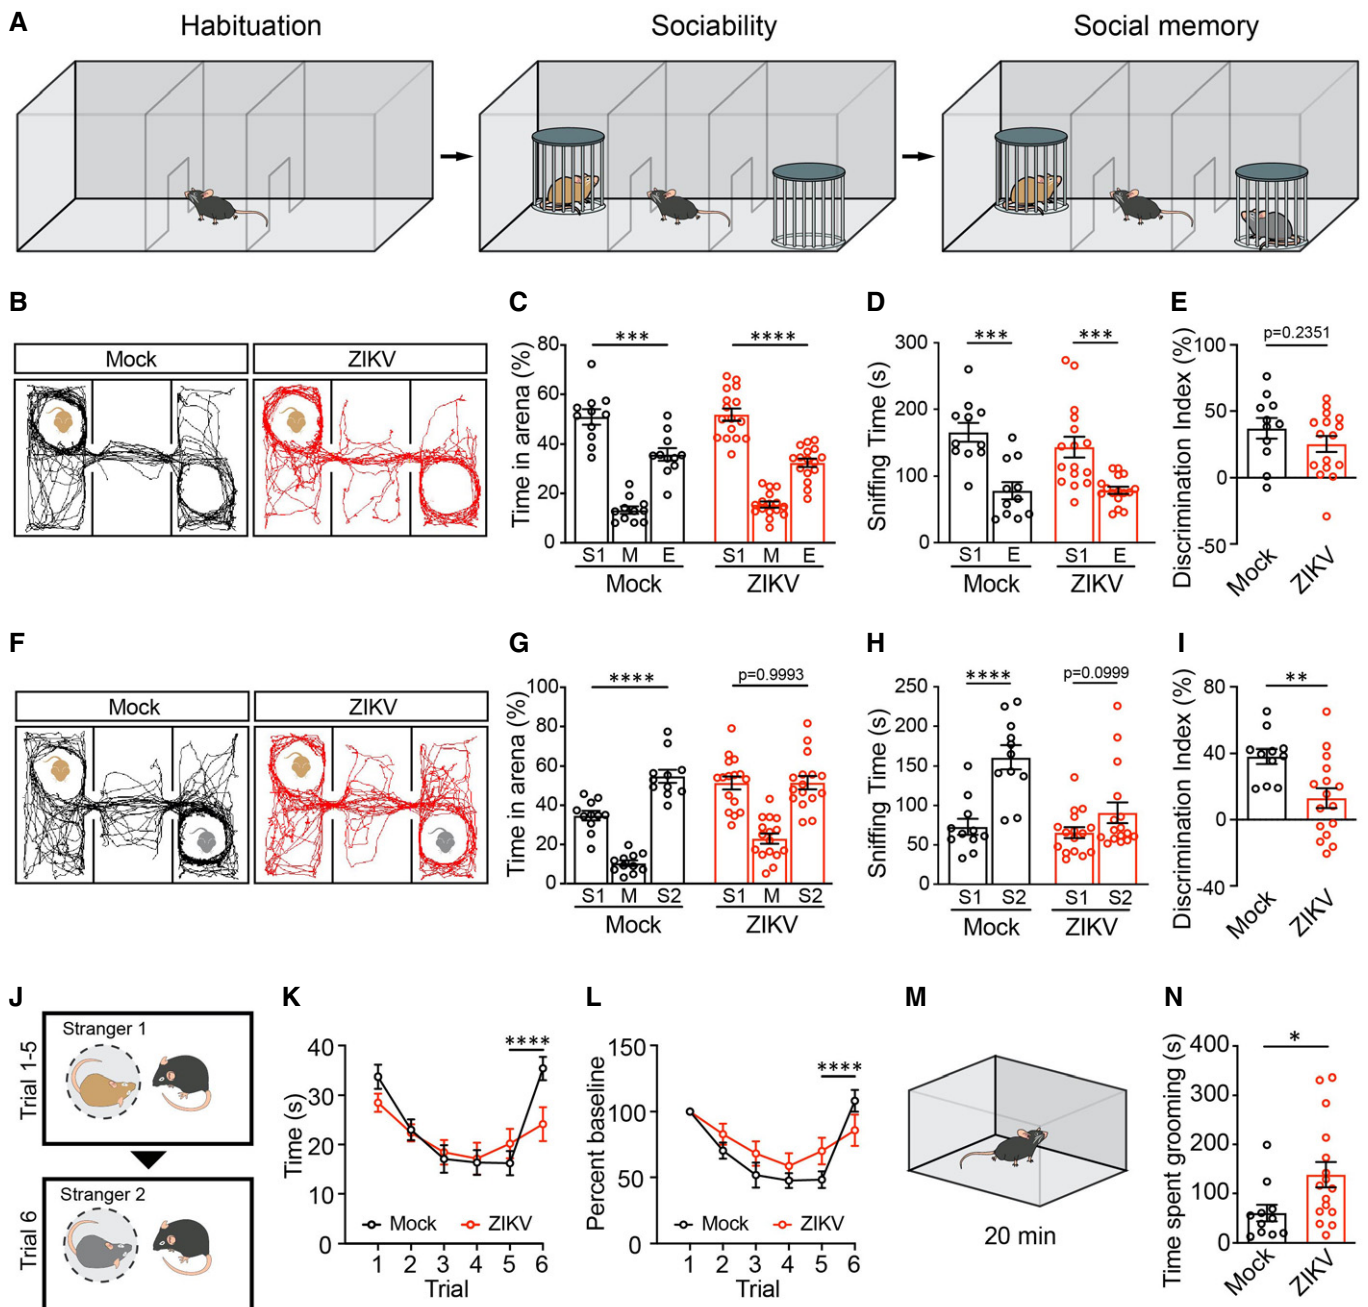 A
Habituation
Sociability
Social memory
B
Mock
ZIKV
C
Time in arena (%)
80
60
40
20
0
***
****
S1 M E S1 M E
Mock ZIKV
D
Sniffing Time (s)
300
200
100
0
***
***
S1 E S1 E
Mock ZIKV
E
Discrimination Index (%)
100
50
0
-50
p=0.2351
Mock
ZIKV
F
Mock
ZIKV
G
Time in arena (%)
100
80
60
40
20
0
****
p=0.9993
S1 M S2 S1 M S2
Mock ZIKV
H
Sniffing Time (s)
250
200
150
100
50
0
****
p=0.0999
S1 S2 S1 S2
Mock ZIKV
I
Discrimination Index (%)
80
40
0
-40
**
Mock
ZIKV
J
Trial 1-5
Stranger 1
Trial 6
Stranger 2
K
Time (s)
40
30
20
10
0
****
Mock ZIKV
1 2 3 4 5 6
Trial
L
Percent baseline
150
100
50
0
****
Mock ZIKV
1 2 3 4 5 6
Trial
M
20 min
N
Time spent grooming (s)
400
300
200
100
0
*
Mock
ZIKV